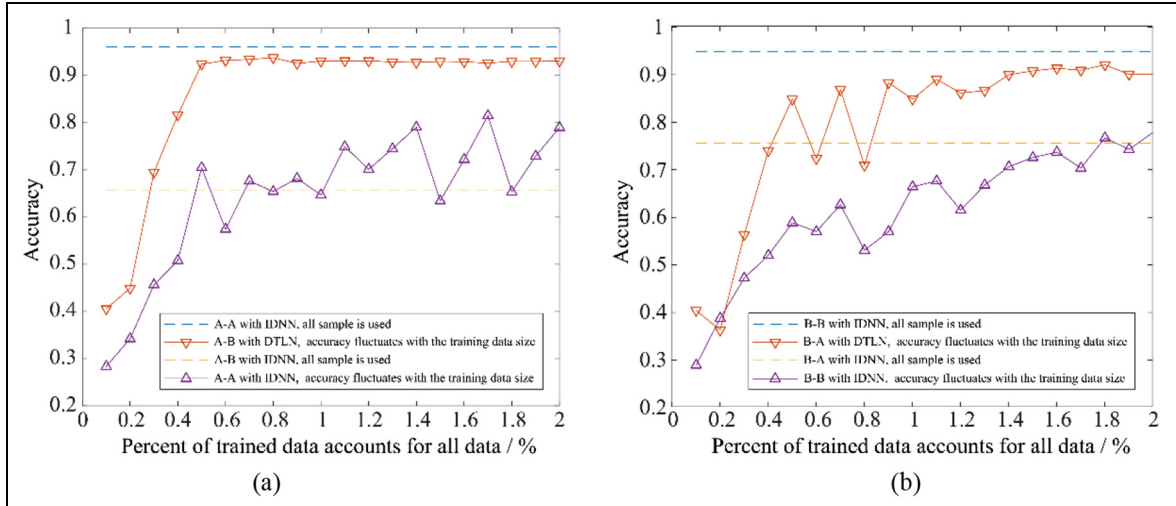 1
0.9
0.8
0.7
0.6
0.5
0.4
0.3
0.2
Accuracy
A-A with IDNN, all sample is used
A-B with DTLN, accuracy fluctuates with the training data size
A-B with IDNN, all sample is used
A-A with IDNN, accuracy fluctuates with the training data size
0 0.2 0.4 0.6 0.8 1 1.2 1.4 1.6 1.8 2
Percent of trained data accounts for all data / %
(a)
1
0.9
0.8
0.7
0.6
0.5
0.4
0.3
0.2
Accuracy
B-B with IDNN, all sample is used
B-A with DTLN, accuracy fluctuates with the training data size
B-A with IDNN, all sample is used
B-B with IDNN, accuracy fluctuates with the training data size
0 0.2 0.4 0.6 0.8 1 1.2 1.4 1.6 1.8 2
Percent of trained data accounts for all data / %
(b)